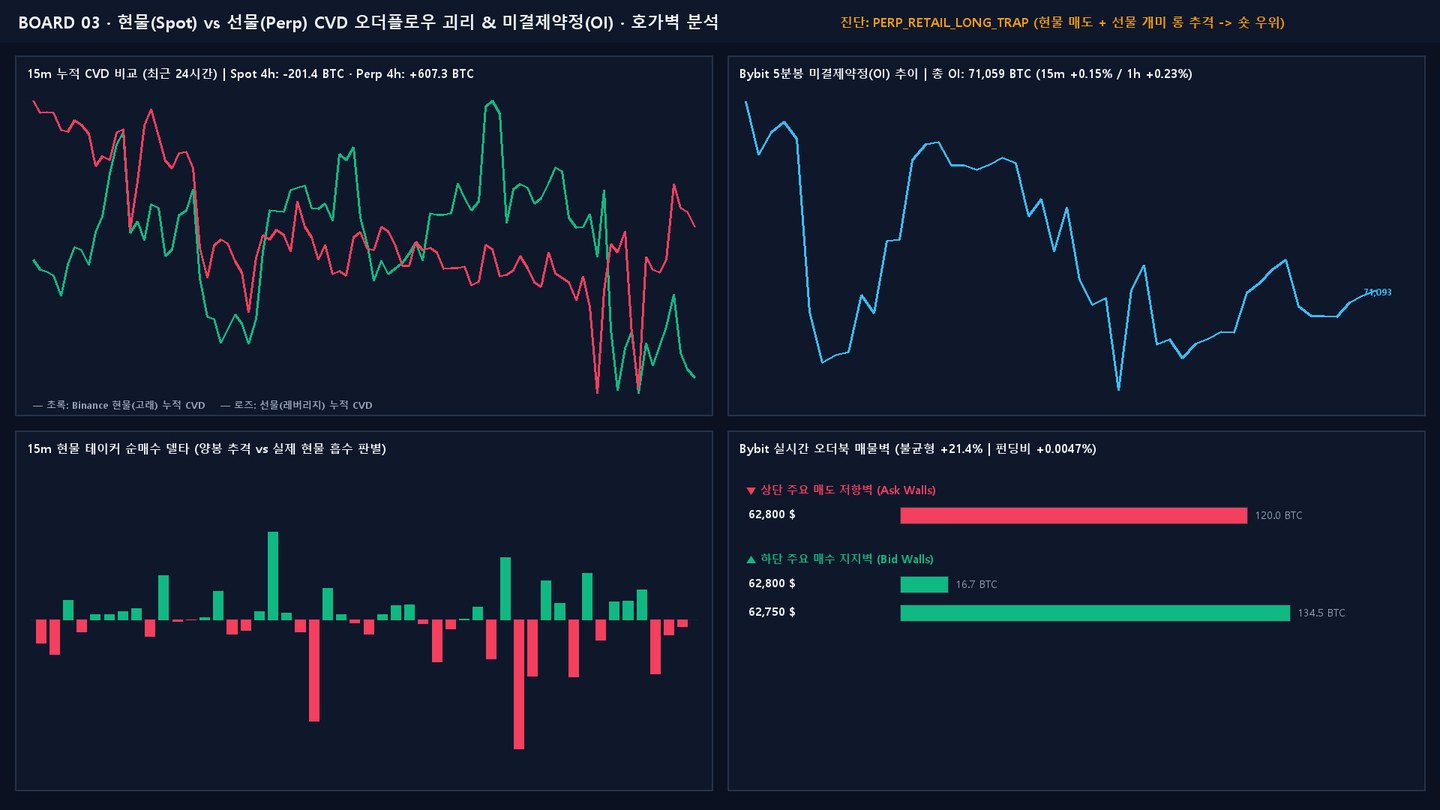 BOARD 03 · 현물(Spot) vs 선물(Perp) CVD 오더플로우 괴리 & 미결제약정(OI) · 호가벽 분석
진단: PERP_RETAIL_LONG_TRAP (현물 매도 + 선물 개미 롱 추격 -> 숏 우위)
15m 누적 CVD 비교 (최근 24시간) | Spot 4h: -201.4 BTC · Perp 4h: +607.3 BTC
— 초록: Binance 현물(고래) 누적 CVD
— 로즈: 선물(레버리지) 누적 CVD
Bybit 5분봉 미결제약정(OI) 추이 | 총 OI: 71,059 BTC (15m +0.15% / 1h +0.23%)
71,093
15m 현물 테이커 순매수 델타 (양봉 추격 vs 실제 현물 흡수 판별)
Bybit 실시간 오더북 매물벽 (불균형 +21.4% | 펀딩비 +0.0047%)
▼ 상단 주요 매도 저항벽 (Ask Walls)
62,800 $ 120.0 BTC
▲ 하단 주요 매수 지지벽 (Bid Walls)
62,800 $ 16.7 BTC
62,750 $ 134.5 BTC